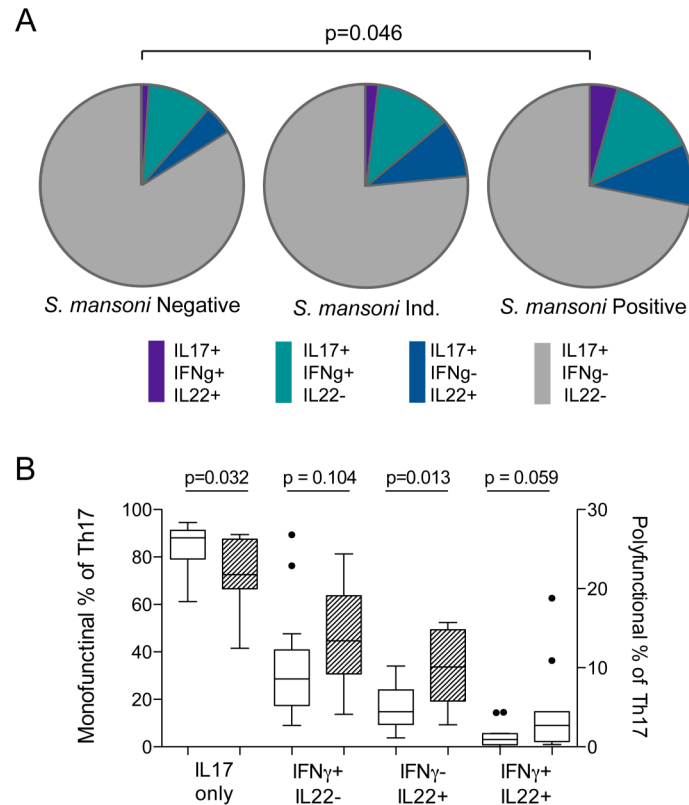 A
p=0.046
S. mansoni Negative
S. mansoni Ind.
S. mansoni Positive
IL17+
IFNg+
IL22+
IL17+
IFNg+
IL22-
IL17+
IFNg-
IL22+
IL17+
IFNg-
IL22-
B
p=0.032
p = 0.104
p=0.013
p = 0.059
Monofunctinal % of Th17
100
80
60
40
20
0
30
20
10
0
Polyfunctional % of Th17
IL17
only
IFNγ+
IL22-
IFNγ-
IL22+
IFNγ+
IL22+